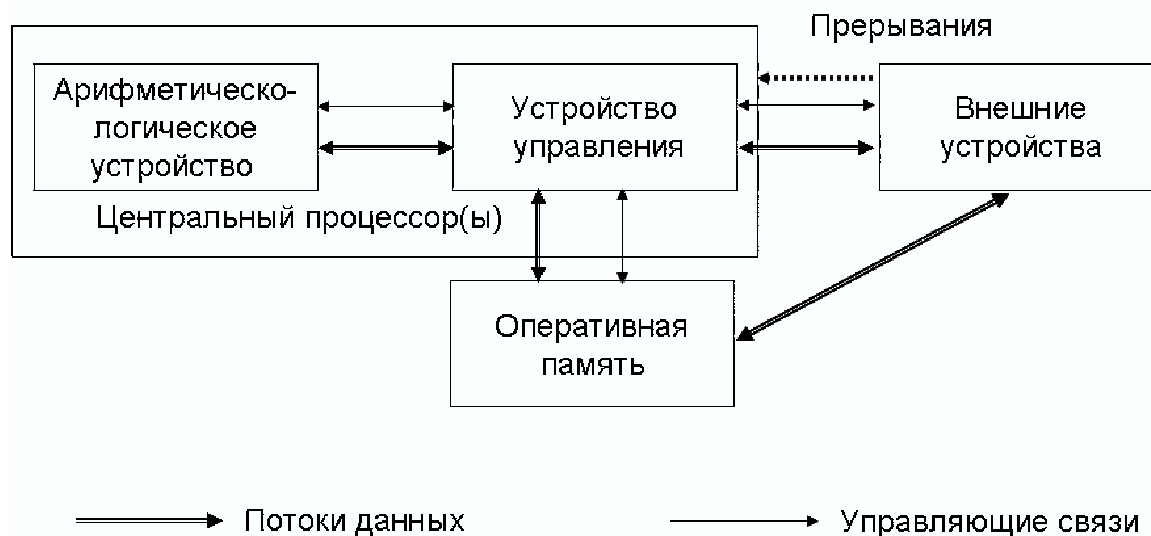 Прерывания
Арифметическо-
логическое
устройство
Устройство
управления
Внешние
устройства
Центральный процессор(ы)
Оперативная
память
Потоки данных
Управляющие связи